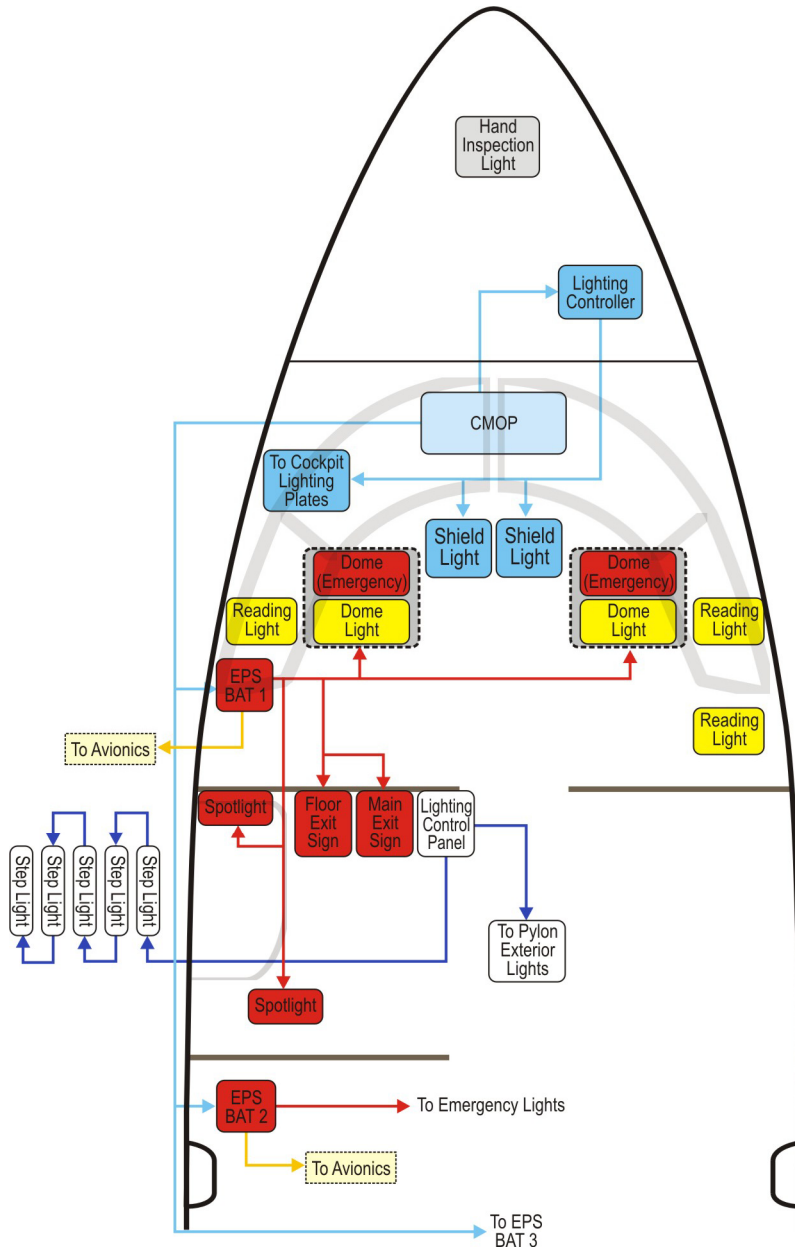 Hand
Inspection
Light
Lighting
Controller
CMOP
To Cockpit
Lighting
Plates
Shield
Light
Shield
Light
Dome
(Emergency)
Dome
Light
Dome
(Emergency)
Dome
Light
Reading
Light
Reading
Light
EPS
BAT 1
Reading
Light
To Avionics
Spotlight
Floor
Exit
Sign
Main
Exit
Sign
Lighting
Control
Panel
Step Light
Step Light
Step Light
Step Light
Step Light
To Pylon
Exterior
Lights
Spotlight
EPS
BAT 2
To Emergency Lights
To Avionics
To EPS
BAT 3